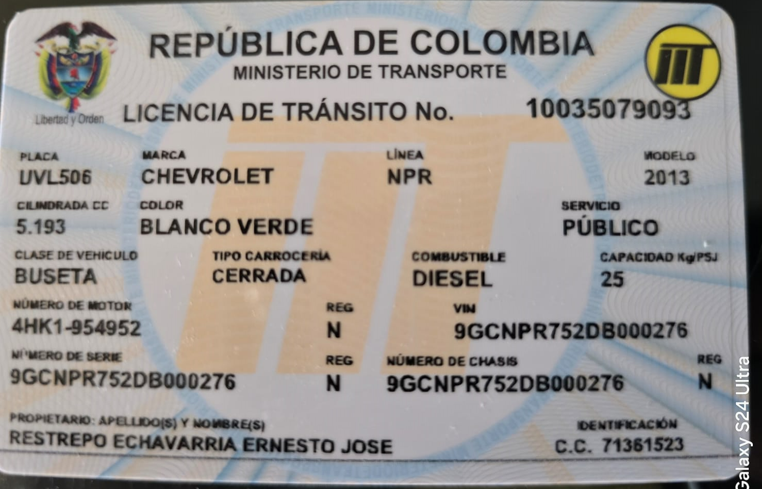 REPÚBLICA DE COLOMBIA
MINISTERIO DE TRANSPORTE
Libertad y Orden
LICENCIA DE TRÁNSITO No. 10035079093
PLACA MARCA LÍNEA MODELO
UVL506 CHEVROLET NPR 2013
CILINDRADA CC COLOR SERVICIO
5.193 BLANCO VERDE PÚBLICO
CLASE DE VEHÍCULO TIPO CARROCERÍA COMBUSTIBLE CAPACIDAD Kg/PSJ
BUSETA CERRADA DIESEL 25
NÚMERO DE MOTOR REG VIN
4HK1-954952 N 9GCNPR752DB000276
NÚMERO DE SERIE REG NÚMERO DE CHASIS REG
9GCNPR752DB000276 N 9GCNPR752DB000276 N
PROPIETARIO: APELLIDO(S) Y NOMBRE(S) IDENTIFICACIÓN
RESTREPO ECHAVARRIA ERNESTO JOSE C.C. 71361523
Galaxy S24 Ultra